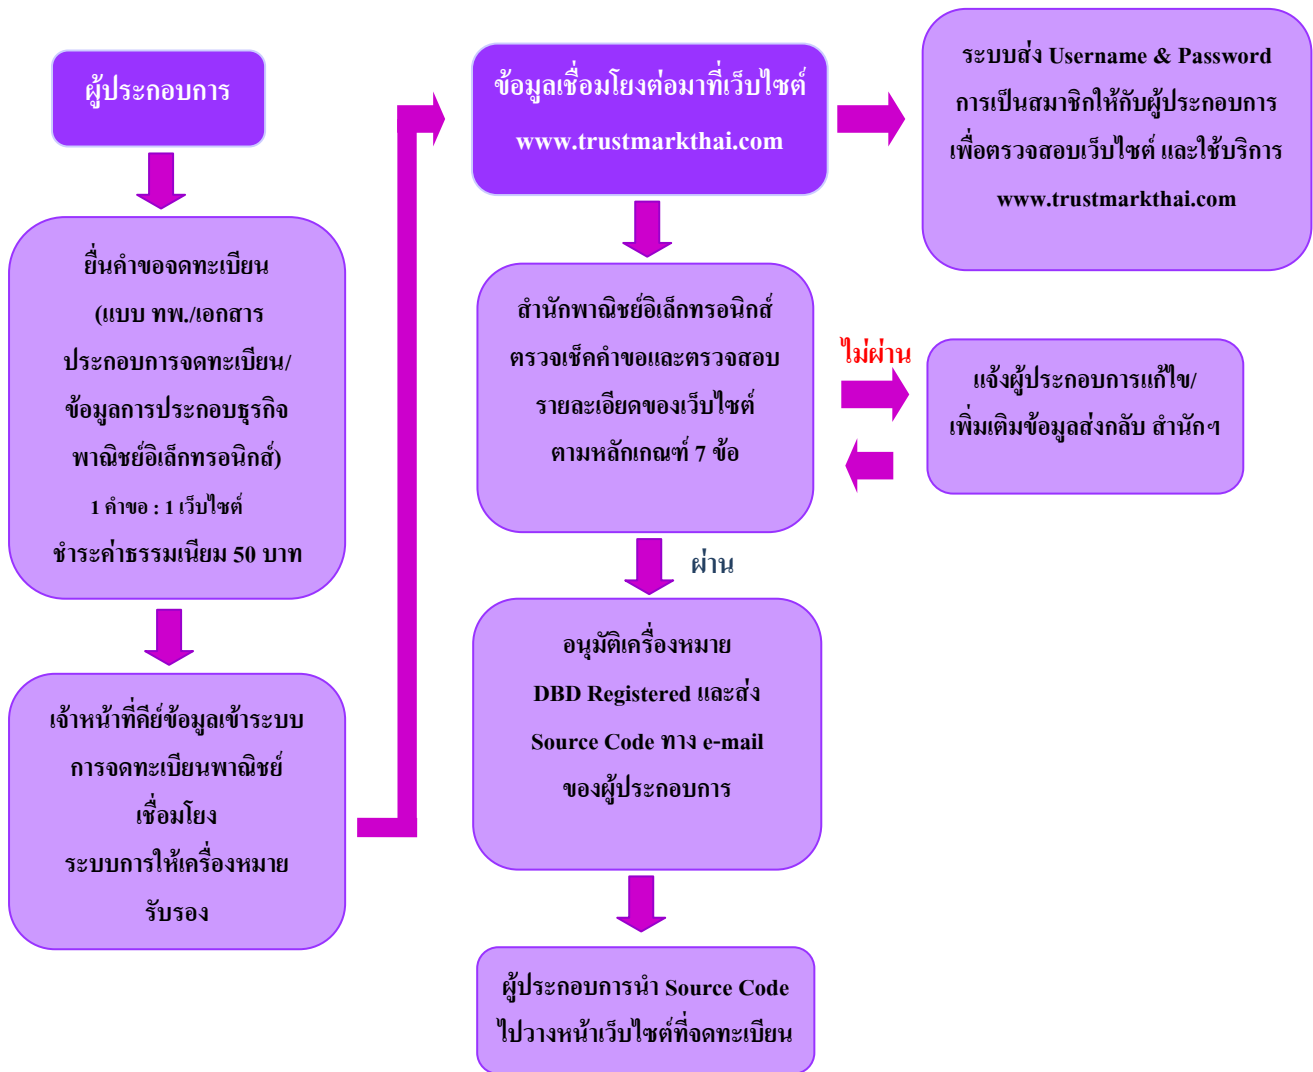 ผู้ประกอบการ
ยื่นคำขอจดทะเบียน
(แบบ ทพ./เอกสาร
ประกอบการจดทะเบียน/
ข้อมูลการประกอบธุรกิจ
พาณิชย์อิเล็กทรอนิกส์)
1 คำขอ : 1 เว็บไซต์
ชำระค่าธรรมเนียม 50 บาท
เจ้าหน้าที่คีย์ข้อมูลเข้าระบบ
การจดทะเบียนพาณิชย์
เชื่อมโยง
ระบบการให้เครื่องหมาย
รับรอง
ข้อมูลเชื่อมโยงต่อมาที่เว็บไซต์
www.trustmarkthai.com
ระบบส่ง Username & Password
การเป็นสมาชิกให้กับผู้ประกอบการ
เพื่อตรวจสอบเว็บไซต์ และใช้บริการ
www.trustmarkthai.com
สำนักพาณิชย์อิเล็กทรอนิกส์
ตรวจเช็คคำขอและตรวจสอบ
รายละเอียดของเว็บไซต์
ตามหลักเกณฑ์ 7 ข้อ
ไม่ผ่าน
แจ้งผู้ประกอบการแก้ไข/
เพิ่มเติมข้อมูลส่งกลับ สำนักฯ
ผ่าน
อนุมัติเครื่องหมาย
DBD Registered และส่ง
Source Code ทาง e-mail
ของผู้ประกอบการ
ผู้ประกอบการนำ Source Code
ไปวางหน้าเว็บไซต์ที่จดทะเบียน